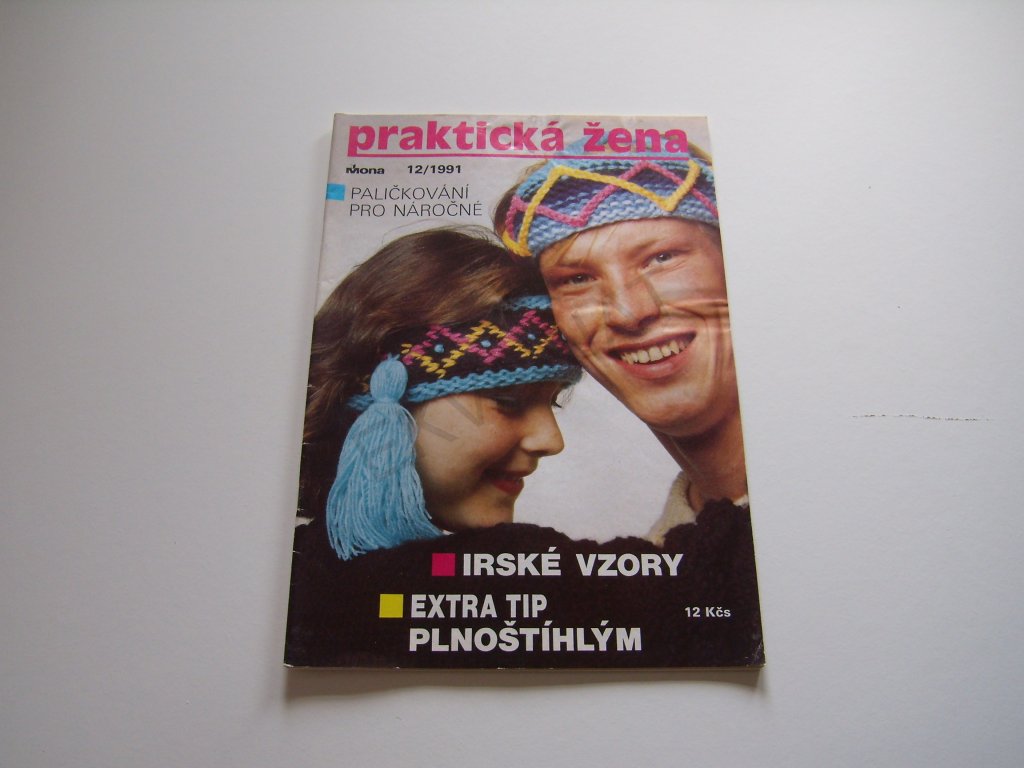 praktická žena
Mona 12/1991
PALIČKOVÁNÍ
PRO NÁROČNÉ
IRSKÉ VZORY
EXTRA TIP
12 Kčs
PLNOŠTÍHLÝM